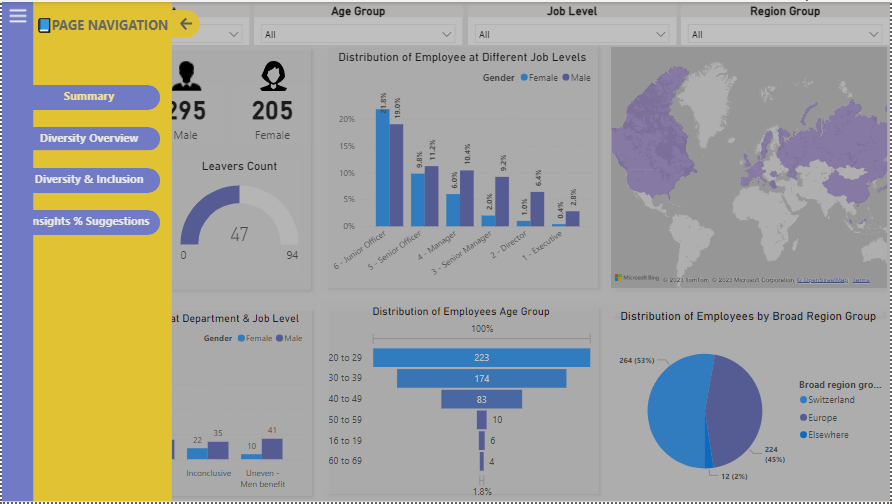 PAGE NAVIGATION
Summary
Diversity Overview
Diversity & Inclusion
nsights % Suggestions
Age Group
Job Level
Region Group
All
All
All
295
Male
205
Female
Leavers Count
47
0
94
Distribution of Employee at Different Job Levels
Gender Female Male
20%
15%
10%
5%
0%
21.8%
19.0%
9.8%
11.2%
6.0%
10.4%
2.0%
9.2%
1.0%
6.4%
0.4%
2.8%
6 - Junior Officer
5 - Senior Officer
4 - Manager
3 - Senior Manager
2 - Director
1 - Executive
Microsoft Bing
© 2023 TomTom, © 2023 Microsoft Corporation, © OpenStreetMap Terms
at Department & Job Level
Gender Female Male
22
35
10
41
Inconclusive
Uneven -
Men benefit
Distribution of Employees Age Group
100%
20 to 29
223
30 to 39
174
40 to 49
83
50 to 59
10
16 to 19
6
60 to 69
4
1.8%
Distribution of Employees by Broad Region Group
264 (53%)
224
(45%)
12 (2%)
Broad region gro...
Switzerland
Europe
Elsewhere